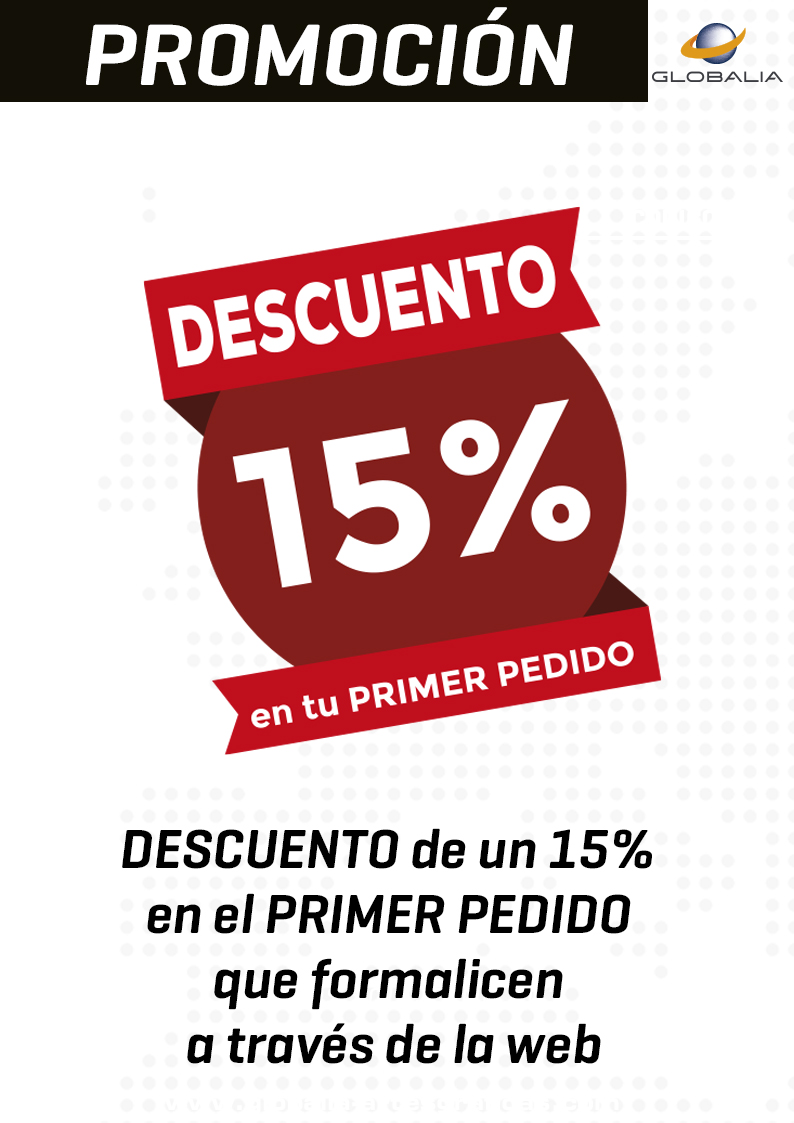 PROMOCIÓN
GLOBALIA
DESCUENTO
15%
en tu PRIMER PEDIDO
DESCUENTO de un 15%
en el PRIMER PEDIDO
que formalicen
a través de la web